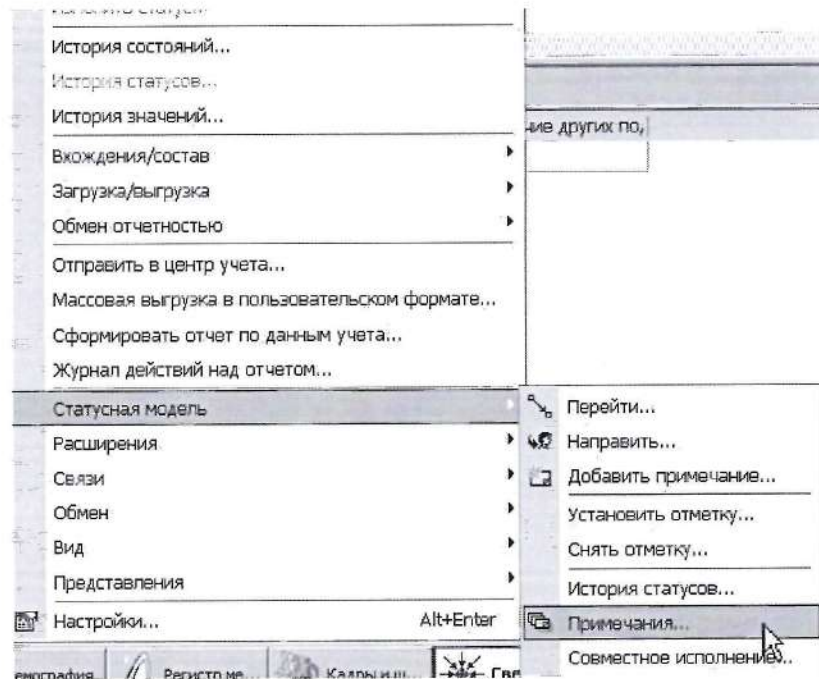 История состояний...
История статусов...
История значений...
ние других по,
Вхождения/состав
Загрузка/выгрузка
Обмен отчетностью
Отправить в центр учета...
Массовая выгрузка в пользовательском формате...
Сформировать отчет по данным учета...
Журнал действий над отчетом...
Статусная модель
Расширения
Связи
Обмен
Вид
Представления
Настройки... Alt+Enter
Перейти...
Направить...
Добавить примечание...
Установить отметку...
Снять отметку...
История статусов...
Примечания...
Совместное исполнение...
емография...
Регистр ме...
Кадры и ш...
Све